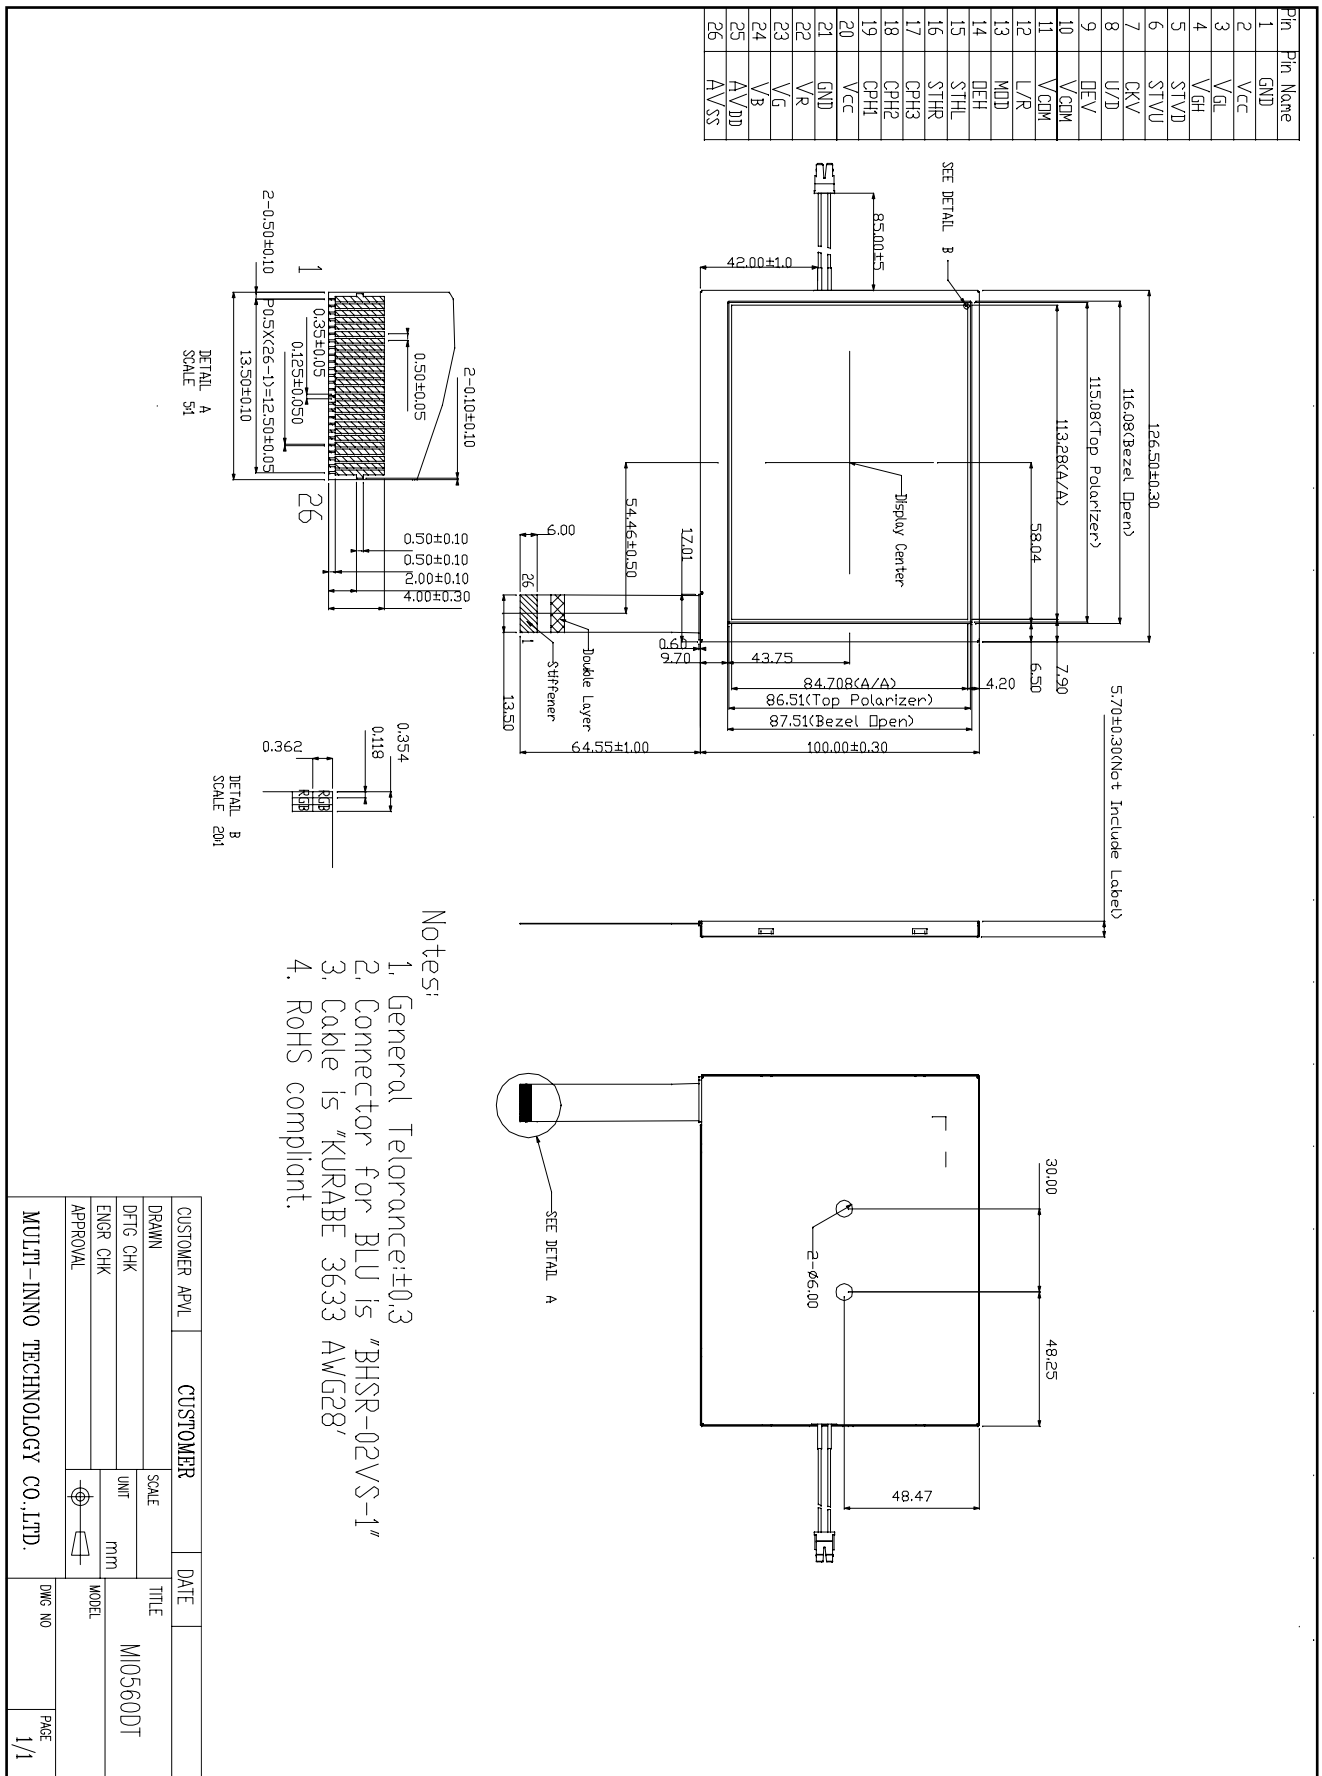 Pin Pin Name
1 GND
2 VCC
3 VGL
4 VGH
5 STVD
6 STVU
7 CKV
8 U/D
9 OEV
10 VCOM
11 VCOM
12 L/R
13 MOD
14 OEH
15 STHL
16 STHR
17 CPH3
18 CPH2
19 CPH1
20 VCC
21 GND
22 VR
23 VG
24 VB
25 AVDD
26 AVSS
SEE DETAIL B
85.00±5
42.00±1.0
126.50±0.30
116.08(Bezel Open)
115.08(Top Polarizer)
113.28(A/A)
58.04
7.90
6.50
Display Center
4.20
84.708(A/A)
86.51(Top Polarizer)
87.51(Bezel Open)
100.00±0.30
43.75
9.70
0.60
17.01
54.46±0.50
6.00
26
1
Double Layer
Stiffener
13.50
64.55±1.00
5.70±0.30(Not Include Label)
30.00
48.25
2-ø6.00
48.47
SEE DETAIL A
2-0.10±0.10
0.50±0.05
0.35±0.05
0.125±0.050
2-0.50±0.10
P0.5X(26-1)=12.50±0.05
13.50±0.10
1
26
0.50±0.10
0.50±0.10
2.00±0.10
4.00±0.30
DETAIL A
SCALE 5:1
0.354
0.118
0.362
RGB
RGB
DETAIL B
SCALE 20:1
Notes:
1. General Telorance:±0.3
2. Connector for BLU is "BHSR-02VS-1"
3. Cable is "KURABE 3633 AWG28'
4. RoHS compliant.
CUSTOMER APVL
CUSTOMER
DATE
DRAWN
DFTG CHK
ENGR CHK
APPROVAL
SCALE
UNIT mm
TITLE
MI0560DT
MODEL
MULTI-INNO TECHNOLOGY CO.,LTD.
DWG NO
PAGE
1/1